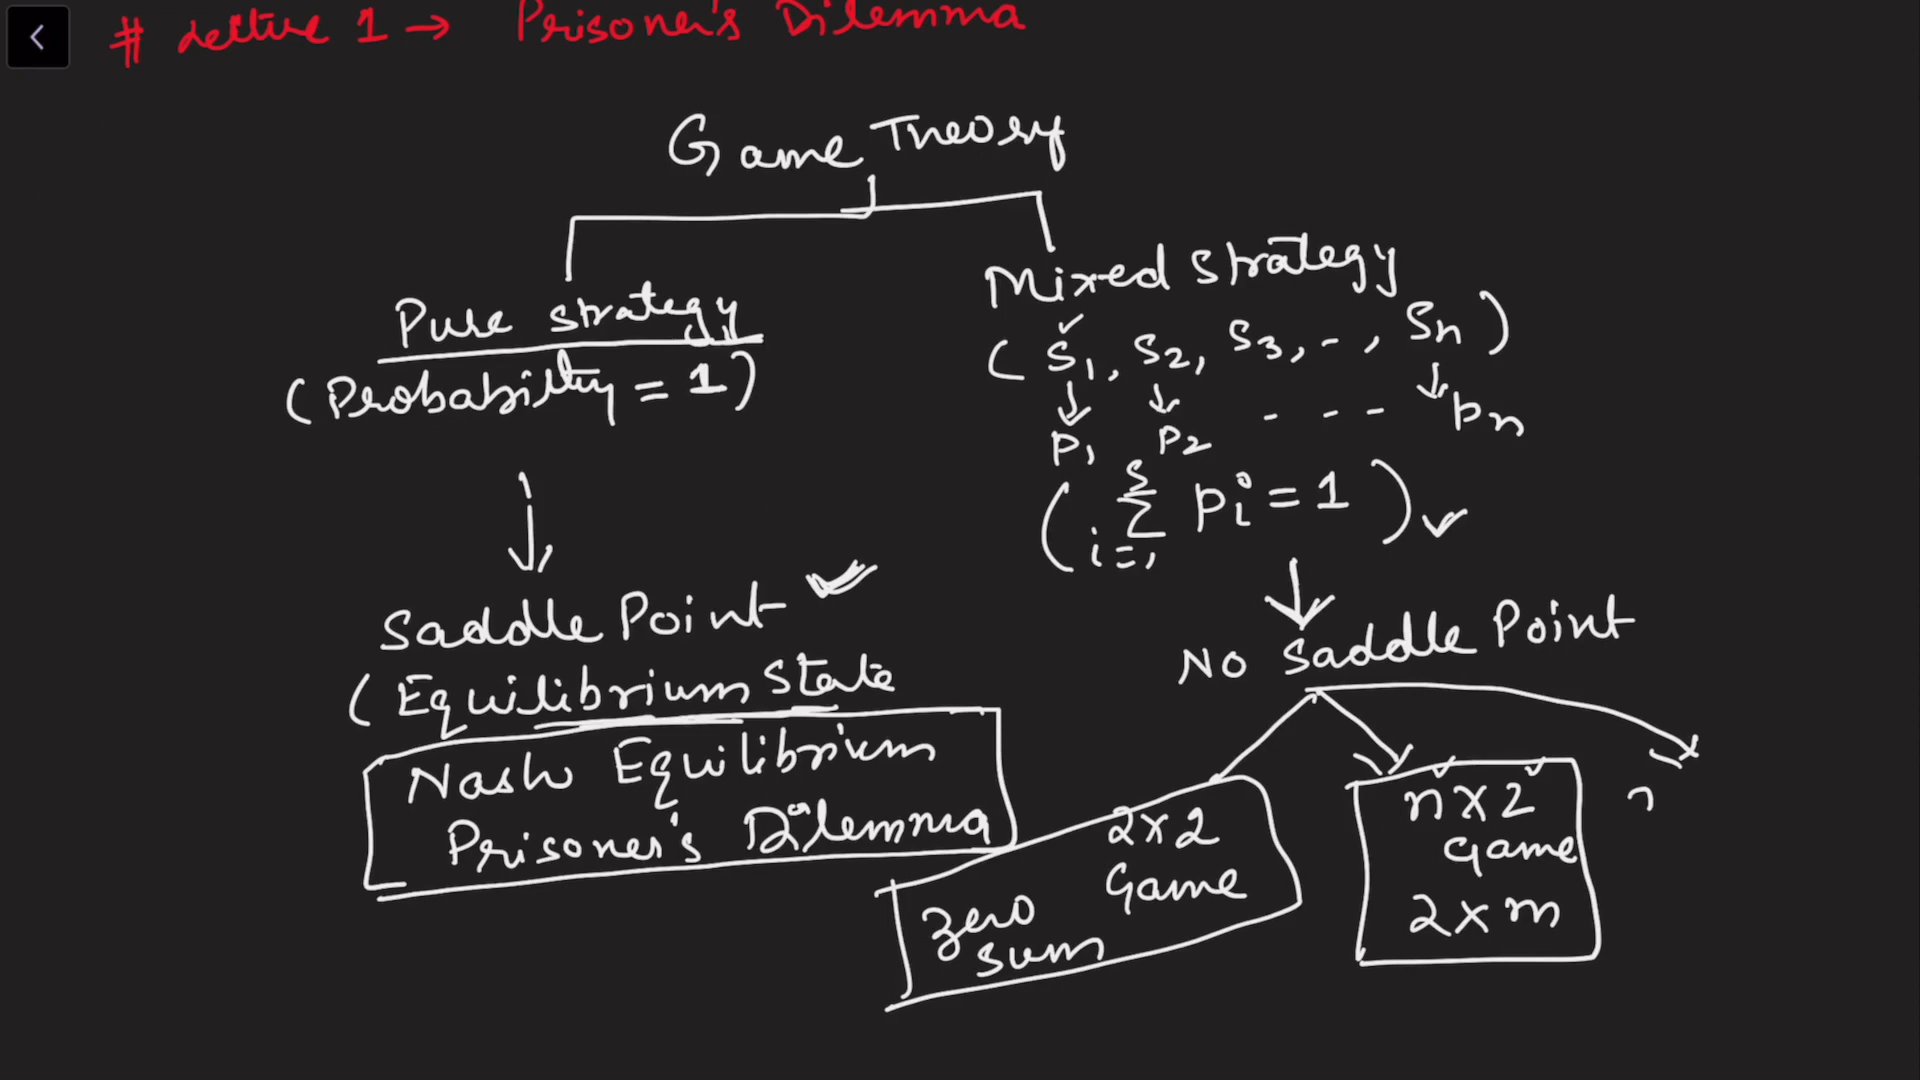 # Lecture 1 → Prisoner's Dilemma
Game Theory
Pure Strategy
(Probability = 1)
Mixed Strategy
(S1, S2, S3, - , Sn)
↓ ↓ ↓
P1 P2 - - - Pn
(
S
Σ Pi = 1) ✓
i=1
↓
Saddle Point ✓
(Equilibrium State
Nash Equilibrium
Prisoner's Dilemma
↓
No Saddle Point
2x2
Game
Zero
Sum
nx2
Game
2xm